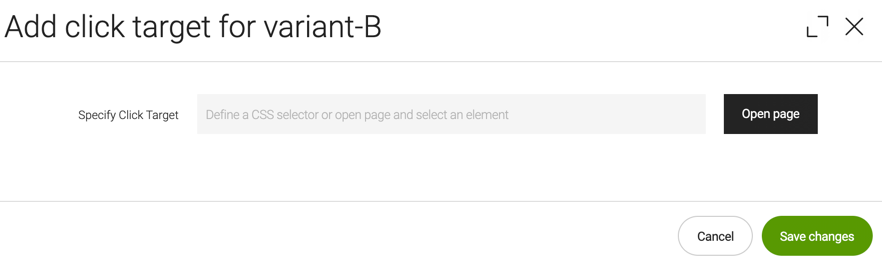 Add click target for variant-B
Specify Click Target
Define a CSS selector or open page and select an element
Open page
Cancel
Save changes